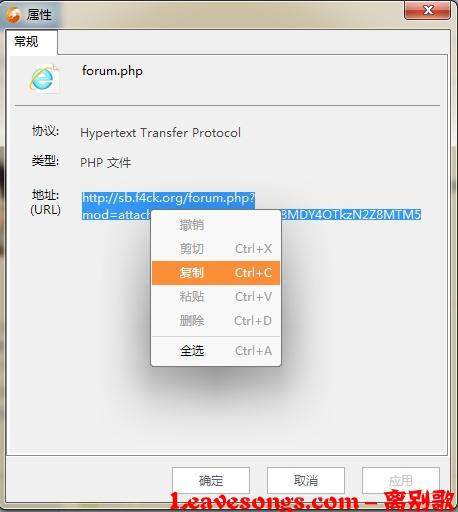 属性
常规
forum.php
协议: Hypertext Transfer Protocol
类型: PHP 文件
地址: http://sb.f4ck.org/forum.php?
(URL) mod=attach 8MDY4OTkzN2Z8MTM5
撤销
剪切 Ctrl+X
复制 Ctrl+C
粘贴 Ctrl+V
删除 Ctrl+D
全选 Ctrl+A
确定 取消 应用
Leavesongs.com – 离别歌